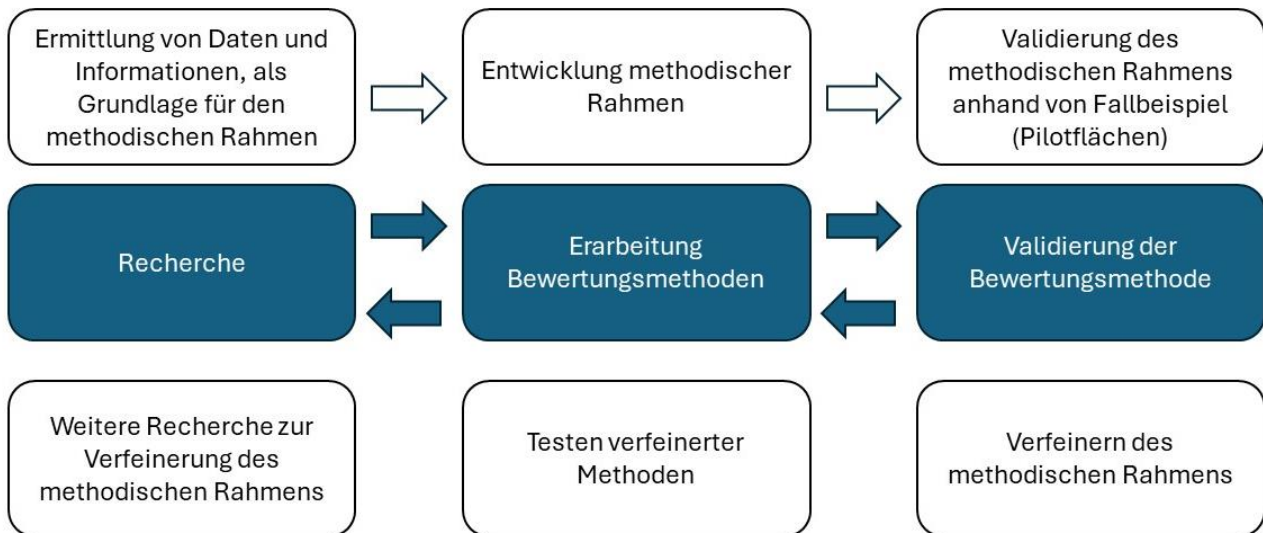 Ermittlung von Daten und
Informationen, als
Grundlage für den
methodischen Rahmen
Entwicklung methodischer
Rahmen
Validierung des
methodischen Rahmens
anhand von Fallbeispiel
(Pilotflächen)
Recherche
Erarbeitung
Bewertungsmethoden
Validierung der
Bewertungsmethode
Weitere Recherche zur
Verfeinerung des
methodischen Rahmens
Testen verfeinerter
Methoden
Verfeinern des
methodischen Rahmens